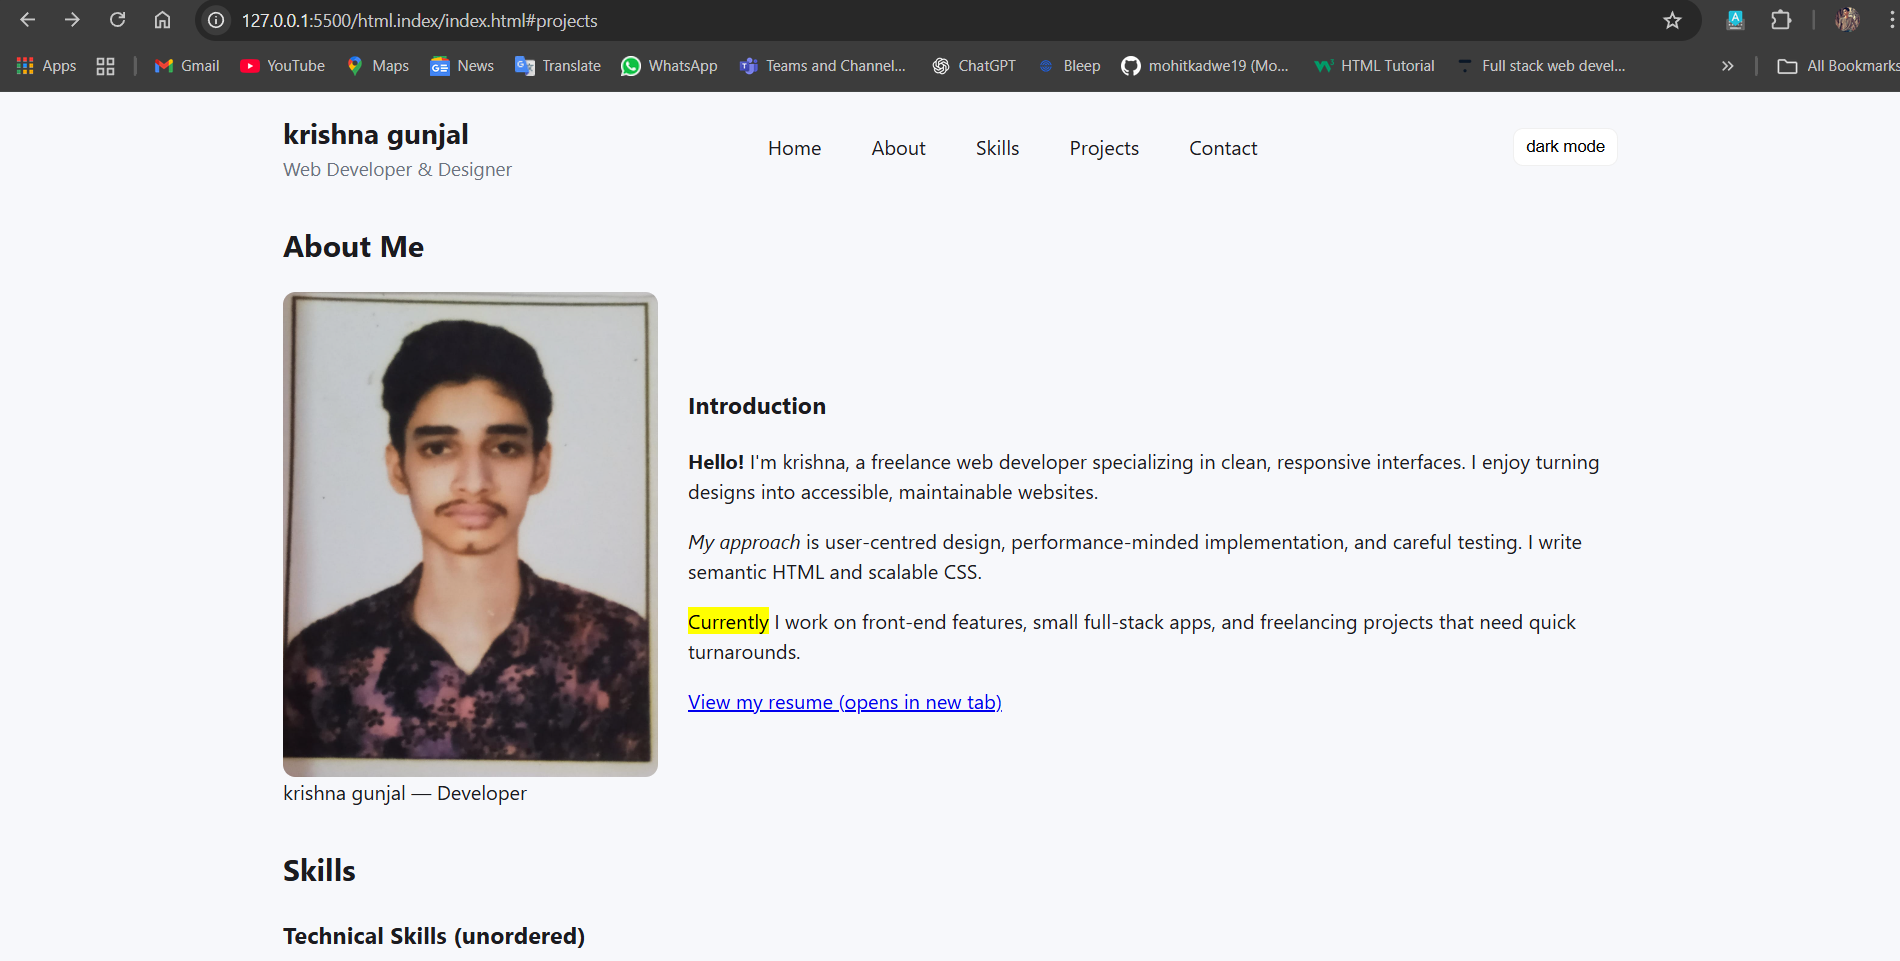 127.0.0.1:5500/html.index/index.html#projects
Apps Gmail YouTube Maps News Translate WhatsApp Teams and Channel... ChatGPT Bleep mohitkadwe19 (Mo... HTML Tutorial Full stack web devel... » All Bookmarks
krishna gunjal
Web Developer & Designer
Home About Skills Projects Contact
dark mode
About Me
Introduction
Hello! I'm krishna, a freelance web developer specializing in clean, responsive interfaces. I enjoy turning
designs into accessible, maintainable websites.
My approach is user-centred design, performance-minded implementation, and careful testing. I write
semantic HTML and scalable CSS.
Currently I work on front-end features, small full-stack apps, and freelancing projects that need quick
turnarounds.
View my resume (opens in new tab)
krishna gunjal — Developer
Skills
Technical Skills (unordered)